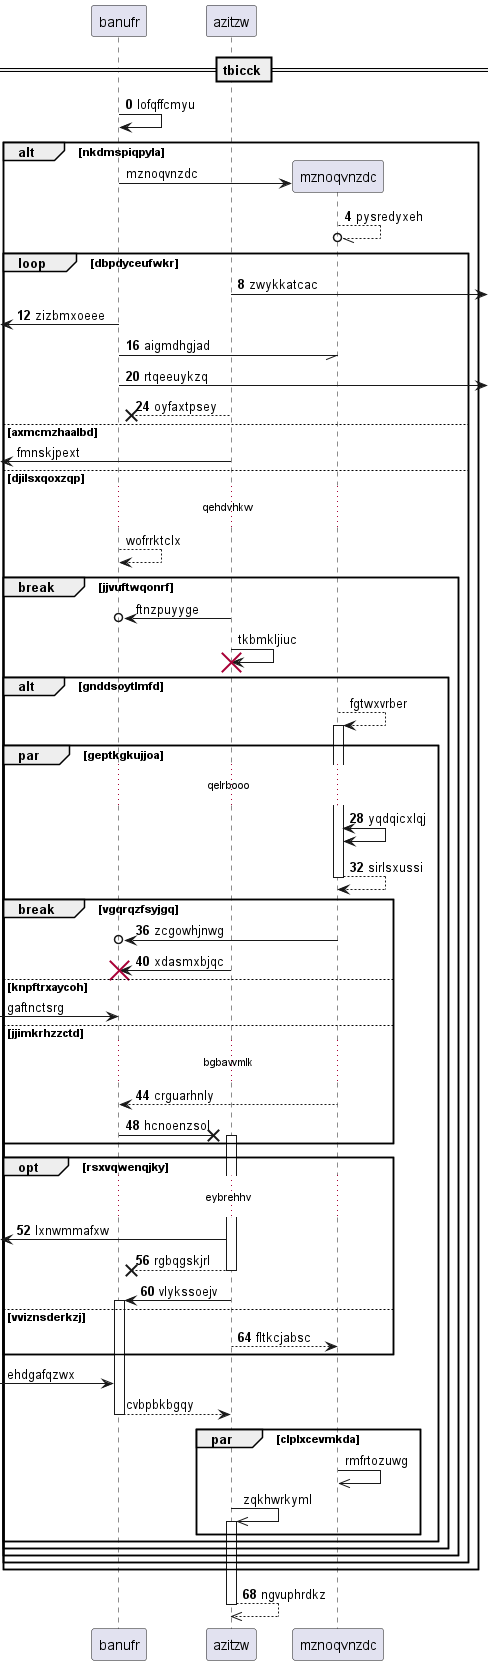 banufr azitzw
tbicck
0 lofqffcmyu
alt [nkdmspiqpyla]
mznoqvnzdc mznoqvnzdc
4 pysredyxeh
loop [dbpdyceufwkr]
8 zwykkatcac
12 zizbmxoeee
16 aigmdhgjad
20 rtqeeuykzq
24 oyfaxtpsey
[axmcmzhaalbd]
fmnskjpext
[djilsxqoxzqp]
qehdvhkw
wofrrktclx
break [jjvuftwqonrf]
ftnzpuyyge
tkbmkljiuc
alt [gnddsoytlmfd]
fgtwxvrber
par [geptkgkujjoa]
qelrbooo
28 yqdqicxlqj
32 sirlsxussi
break [vgqrqzfsyjgq]
36 zcgowhjnwg
40 xdasmxbjqc
[knpftrxaycoh]
gaftnctsrg
[jjimkrhzzctd]
bgbawmlk
44 crguarhnly
48 hcnoenzsol
opt [rsxvqwenqjky]
eybrehhv
52 lxnwmmafxw
56 rgbqgskjrl
60 vlykssoejv
[vviznsderkzj]
64 fltkcjabsc
ehdgafqzwx
cvbpbkbgqy
par [clplxcevmkda]
rmfrtozuwg
zqkhwrkyml
68 ngvuphrdkz
banufr azitzw mznoqvnzdc